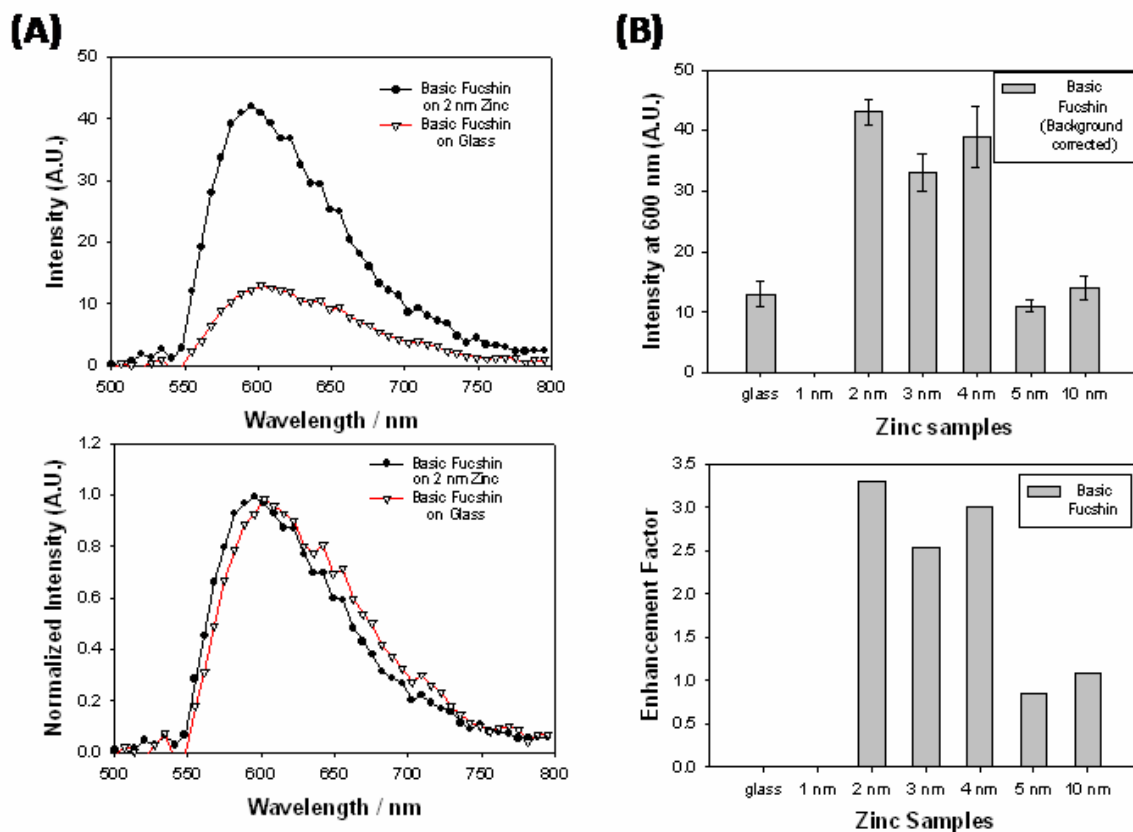 (A)
50
40
30
20
10
0
Intensity (A.U.)
Basic Fucshin
on 2 nm Zinc
Basic Fucshin
on Glass
500 550 600 650 700 750 800
Wavelength / nm
1.2
1.0
0.8
0.6
0.4
0.2
0.0
Normalized Intensity (A.U.)
Basic Fucshin
on 2 nm Zinc
Basic Fucshin
on Glass
500 550 600 650 700 750 800
Wavelength / nm
(B)
50
40
30
20
10
0
Intensity at 600 nm (A.U.)
Basic
Fucshin
(Background
corrected)
glass 1 nm 2 nm 3 nm 4 nm 5 nm 10 nm
Zinc samples
3.5
3.0
2.5
2.0
1.5
1.0
0.5
0.0
Enhancement Factor
Basic
Fucshin
glass 1 nm 2 nm 3 nm 4 nm 5 nm 10 nm
Zinc Samples